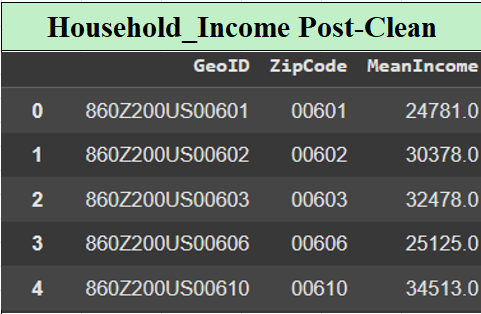 Household_Income Post-Clean
GeoID ZipCode MeanIncome
0 860Z200US00601 00601 24781.0
1 860Z200US00602 00602 30378.0
2 860Z200US00603 00603 32478.0
3 860Z200US00606 00606 25125.0
4 860Z200US00610 00610 34513.0